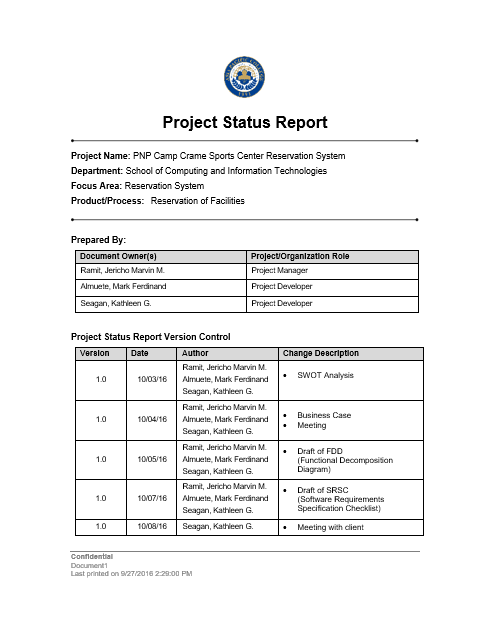 Project Status Report
Project Name: PNP Camp Crame Sports Center Reservation System
Department: School of Computing and Information Technologies
Focus Area: Reservation System
Product/Process: Reservation of Facilities
Prepared By:
Document Owner(s) Project/Organization Role
Ramit, Jericho Marvin M. Project Manager
Almuete, Mark Ferdinand Project Developer
Seagan, Kathleen G. Project Developer
Project Status Report Version Control
Version Date Author Change Description
1.0 10/03/16 Ramit, Jericho Marvin M.
Almuete, Mark Ferdinand
Seagan, Kathleen G.
• SWOT Analysis
1.0 10/04/16 Ramit, Jericho Marvin M.
Almuete, Mark Ferdinand
Seagan, Kathleen G.
• Business Case
• Meeting
1.0 10/05/16 Ramit, Jericho Marvin M.
Almuete, Mark Ferdinand
Seagan, Kathleen G.
• Draft of FDD
(Functional Decomposition
Diagram)
1.0 10/07/16 Ramit, Jericho Marvin M.
Almuete, Mark Ferdinand
Seagan, Kathleen G.
• Draft of SRSC
(Software Requirements
Specification Checklist)
1.0 10/08/16 Seagan, Kathleen G. • Meeting with client
Confidential
Document1
Last printed on 9/27/2016 2:29:00 PM